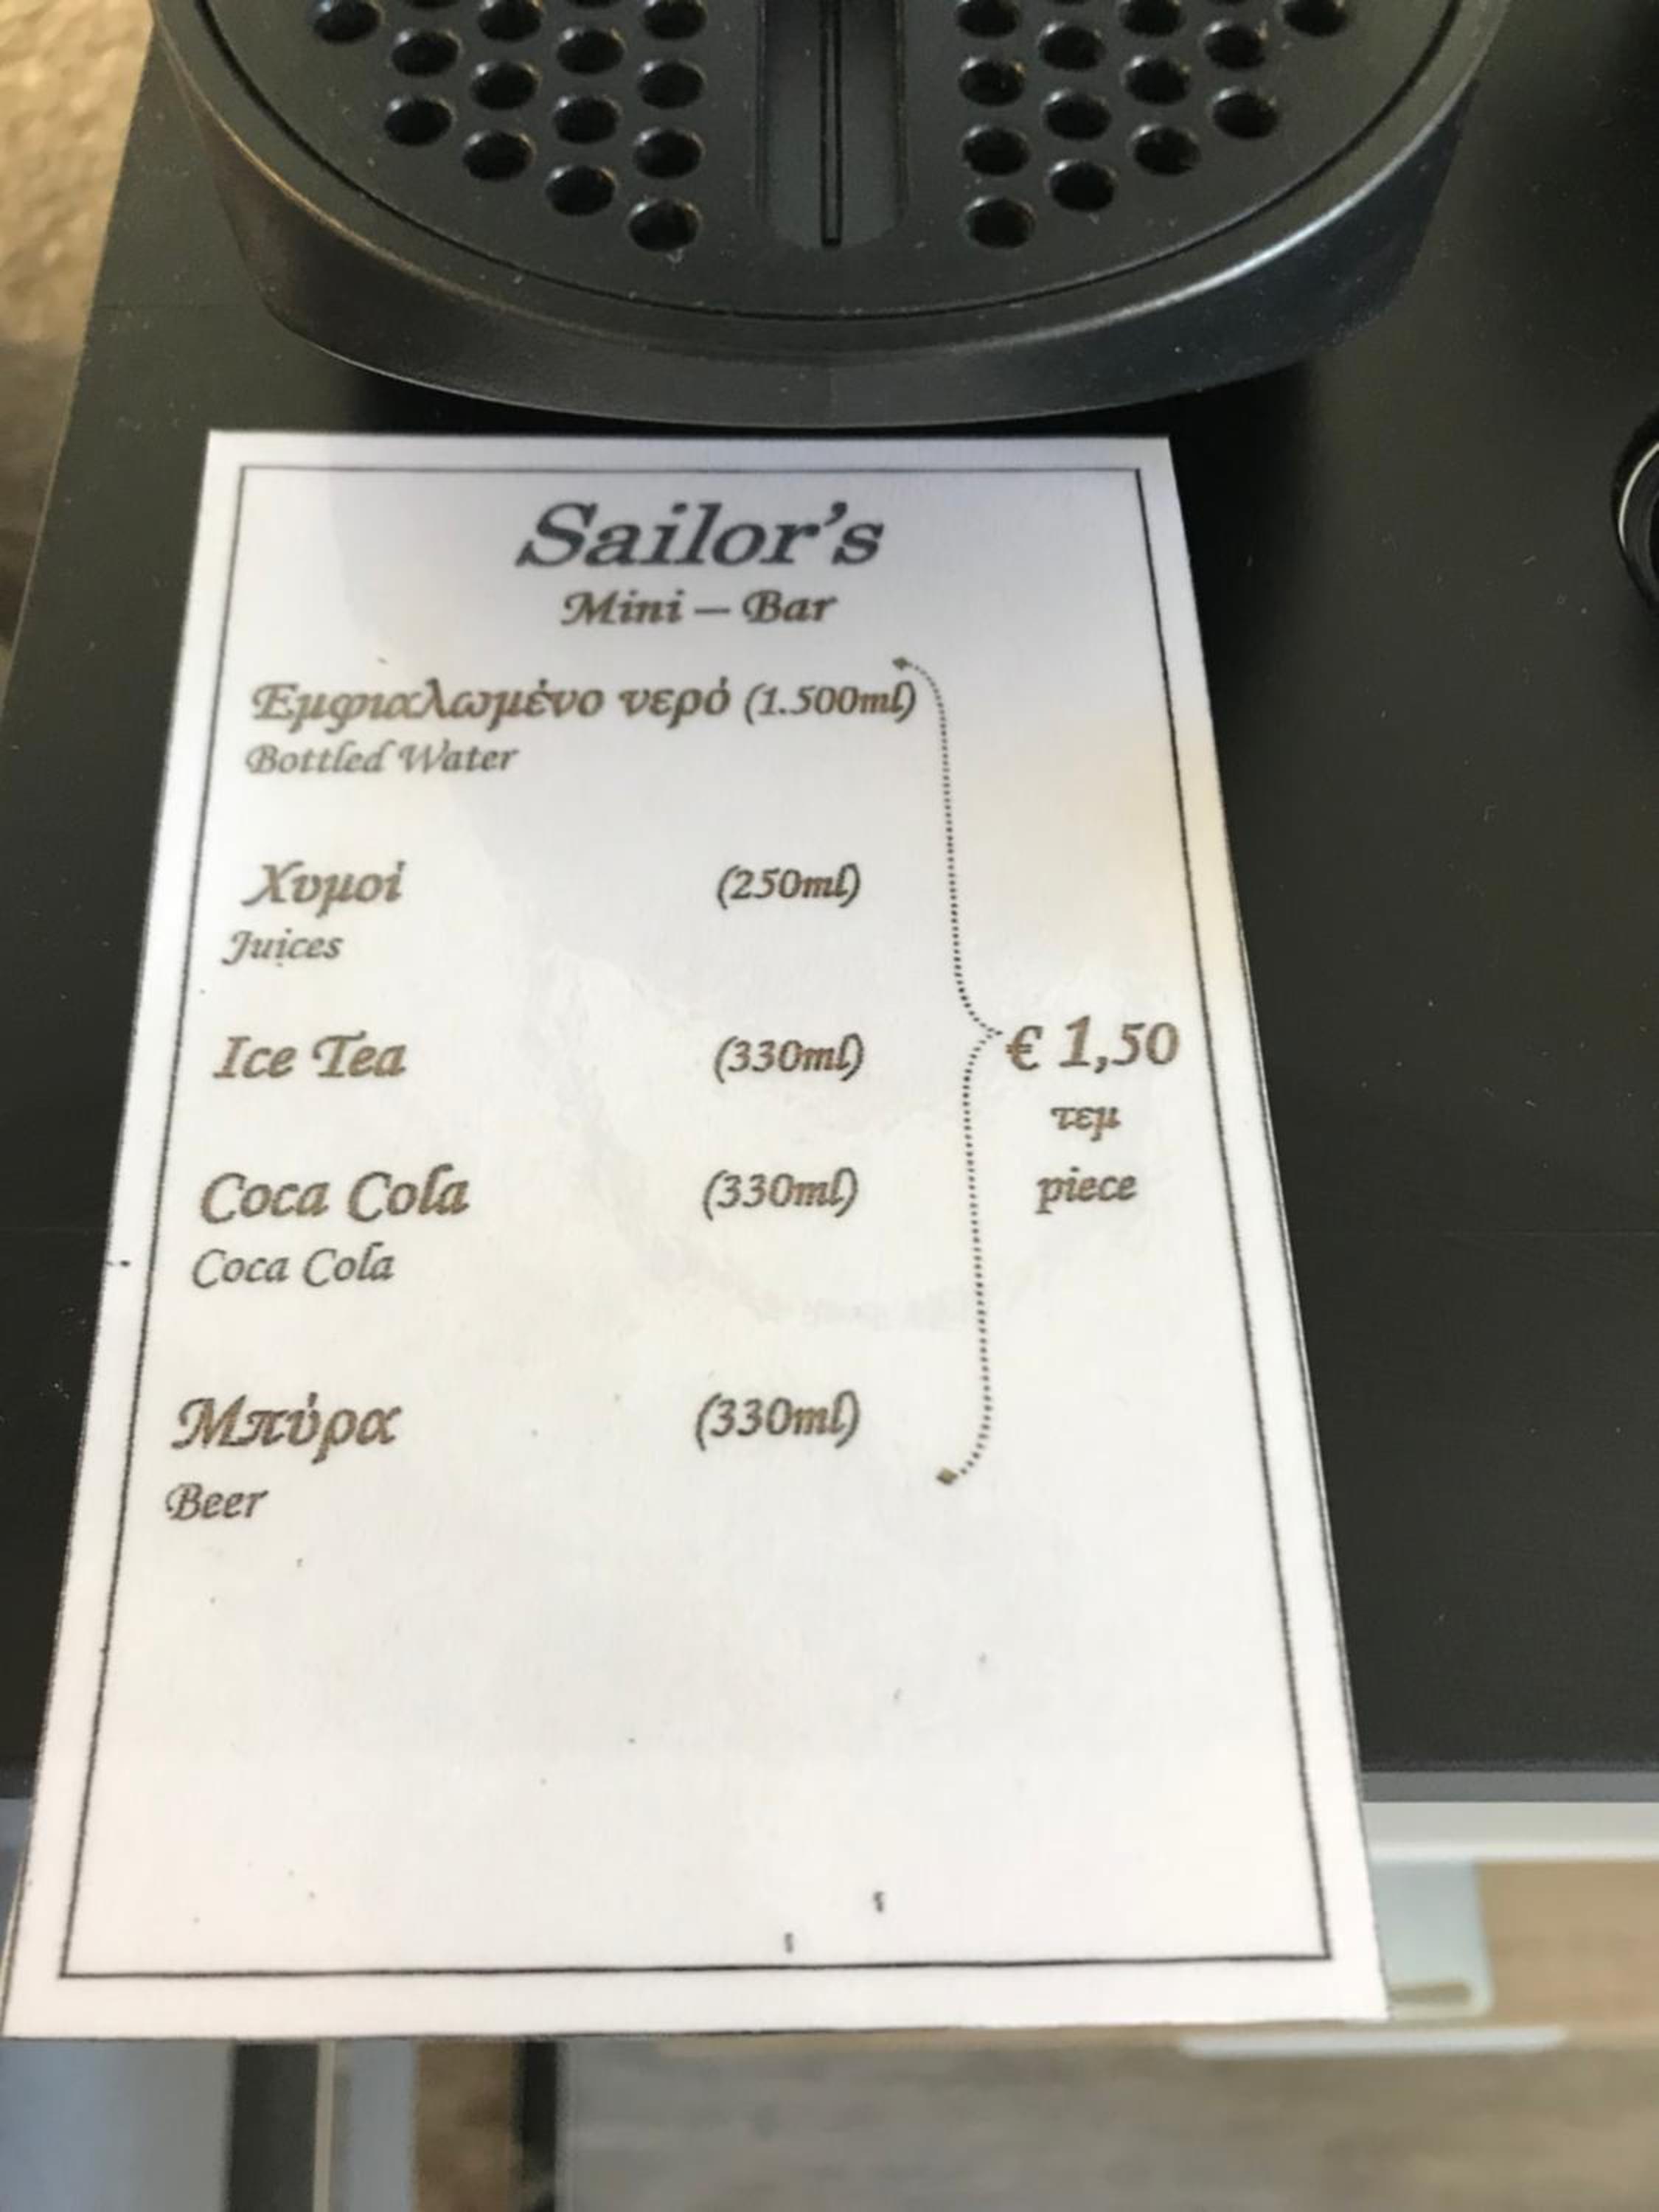 Sailor's
Mini – Bar
Εμφιαλωμένο νερό (1.500ml)
Bottled Water
Χυμοί (250ml)
Juices
Ice Tea (330ml)
€ 1,50
τεμ
piece
Coca Cola (330ml)
Coca Cola
Μπύρα (330ml)
Beer